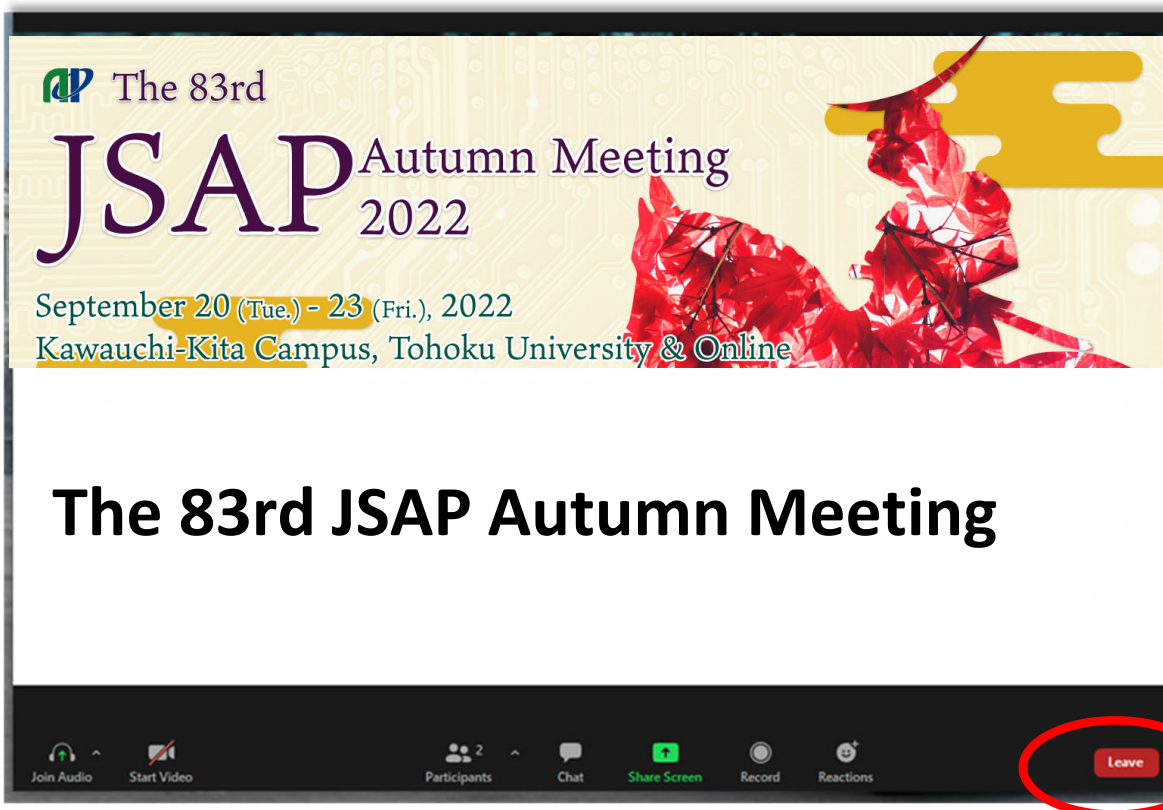 The 83rd
JSAP Autumn Meeting
2022
September 20 (Tue.) - 23 (Fri.), 2022
Kawauchi-Kita Campus, Tohoku University & Online
The 83rd JSAP Autumn Meeting
Join Audio
Start Video
2
Participants
Chat
Share Screen
Record
Reactions
Leave